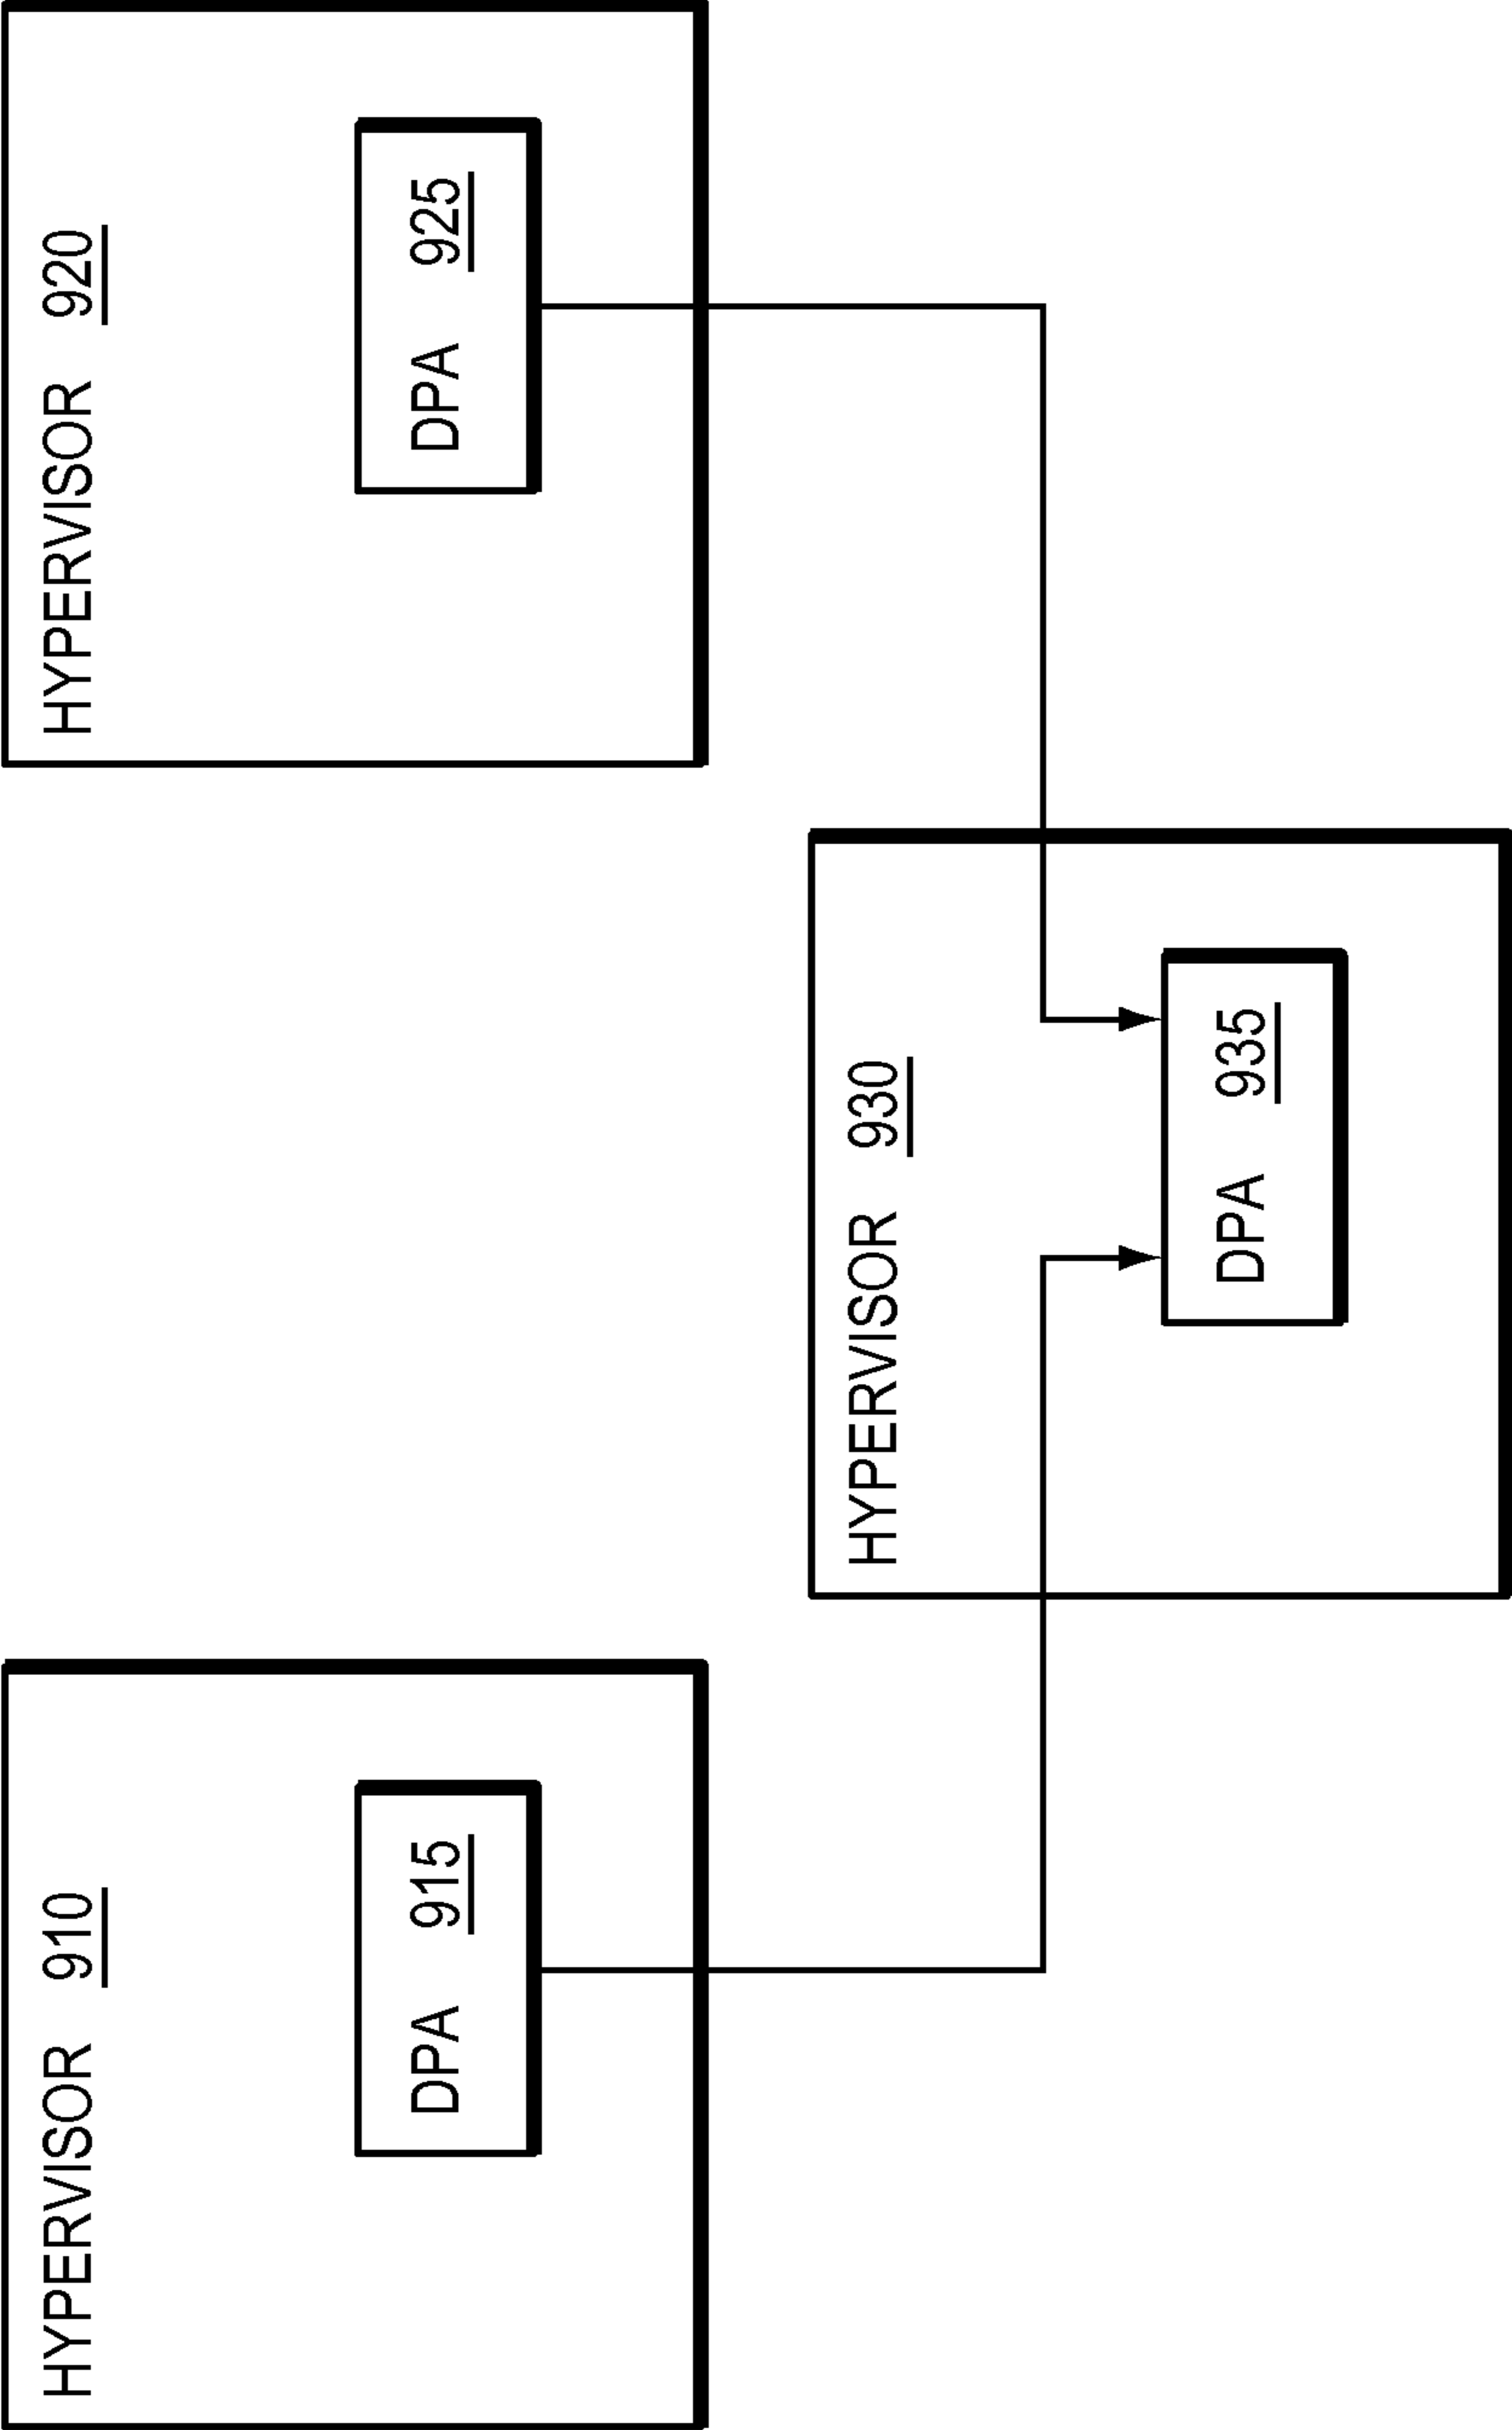 HYPERVISOR 910
DPA 915
HYPERVISOR 920
DPA 925
HYPERVISOR 930
DPA 935